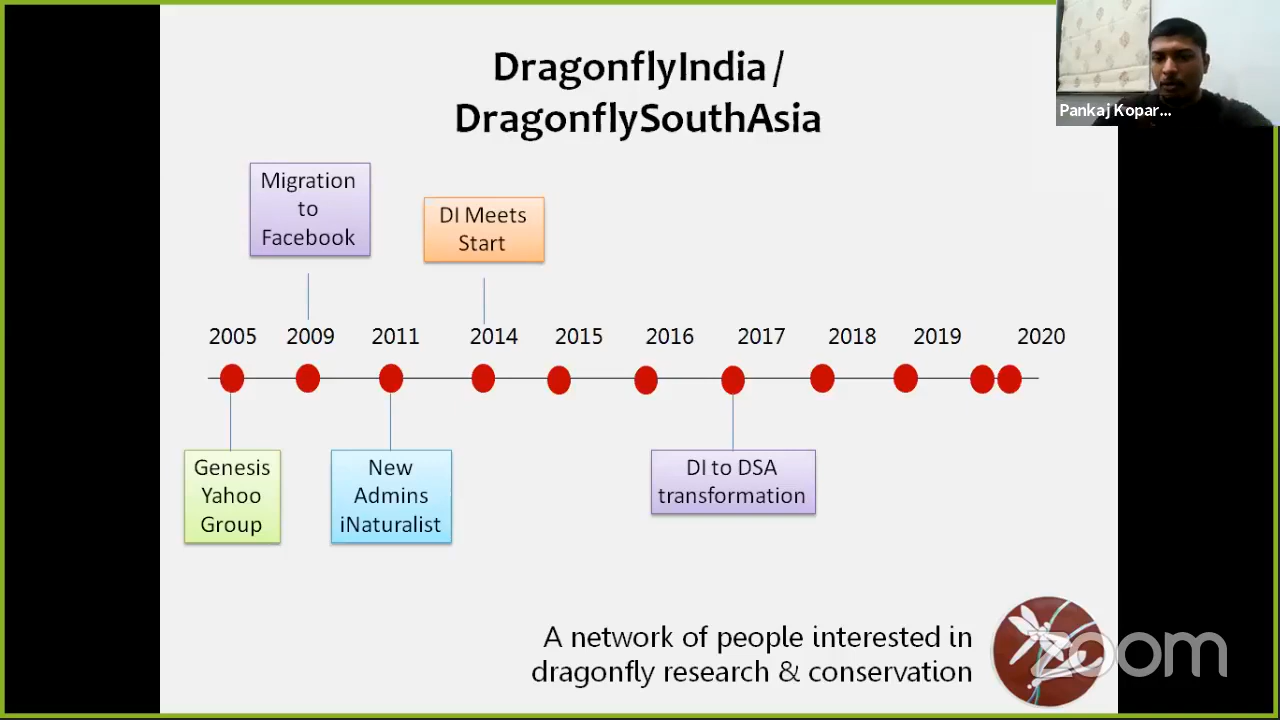 DragonflyIndia /
DragonflySouthAsia
Pankaj Kopar...
Migration
to
Facebook
DI Meets
Start
2005 2009 2011 2014 2015 2016 2017 2018 2019 2020
Genesis
Yahoo
Group
New
Admins
iNaturalist
DI to DSA
transformation
A network of people interested in
dragonfly research & conservation
zoom